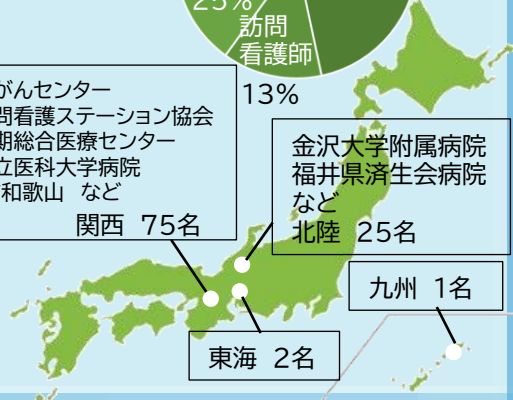 25%
訪問
看護師
13%
がんセンター
問看護ステーション協会
期総合医療センター
立医科大学病院
和歌山 など
関西 75名
金沢大学附属病院
福井県済生会病院
など
北陸 25名
九州 1名
東海 2名